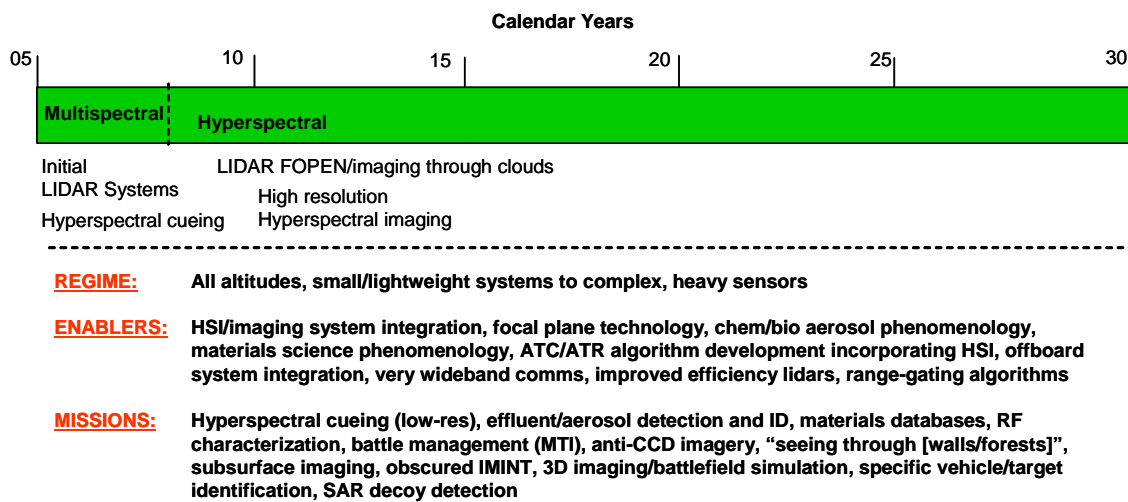 Calendar Years
05 10 15 20 25 30
Multispectral Hyperspectral
Initial LIDAR FOPEN/imaging through clouds
LIDAR Systems High resolution
Hyperspectral cueing Hyperspectral imaging
REGIME: All altitudes, small/lightweight systems to complex, heavy sensors
ENABLERS: HSI/imaging system integration, focal plane technology, chem/bio aerosol phenomenology,
materials science phenomenology, ATC/ATR algorithm development incorporating HSI, offboard
system integration, very wideband comms, improved efficiency lidars, range-gating algorithms
MISSIONS: Hyperspectral cueing (low-res), effluent/aerosol detection and ID, materials databases, RF
characterization, battle management (MTI), anti-CCD imagery, “seeing through [walls/forests]”,
subsurface imaging, obscured IMINT, 3D imaging/battlefield simulation, specific vehicle/target
identification, SAR decoy detection